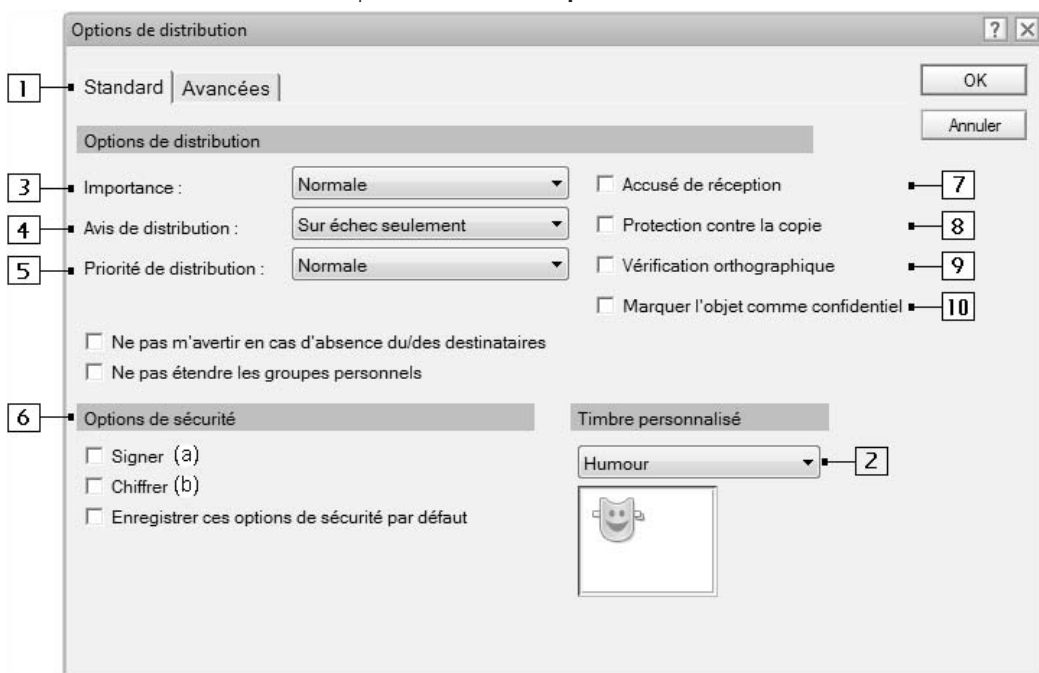 Options de distribution ? X
1 Standard Avancées OK
Annuler
Options de distribution
3 Importance : Normale Accusé de réception 7
4 Avis de distribution : Sur échec seulement Protection contre la copie 8
5 Priorité de distribution : Normale Vérification orthographique 9
Marquer l'objet comme confidentiel 10
Ne pas m'avertir en cas d'absence du/des destinataires
Ne pas étendre les groupes personnels
6 Options de sécurité Timbre personnalisé
Signer (a)
Humour 2
Chiffrer (b)
Enregistrer ces options de sécurité par défaut